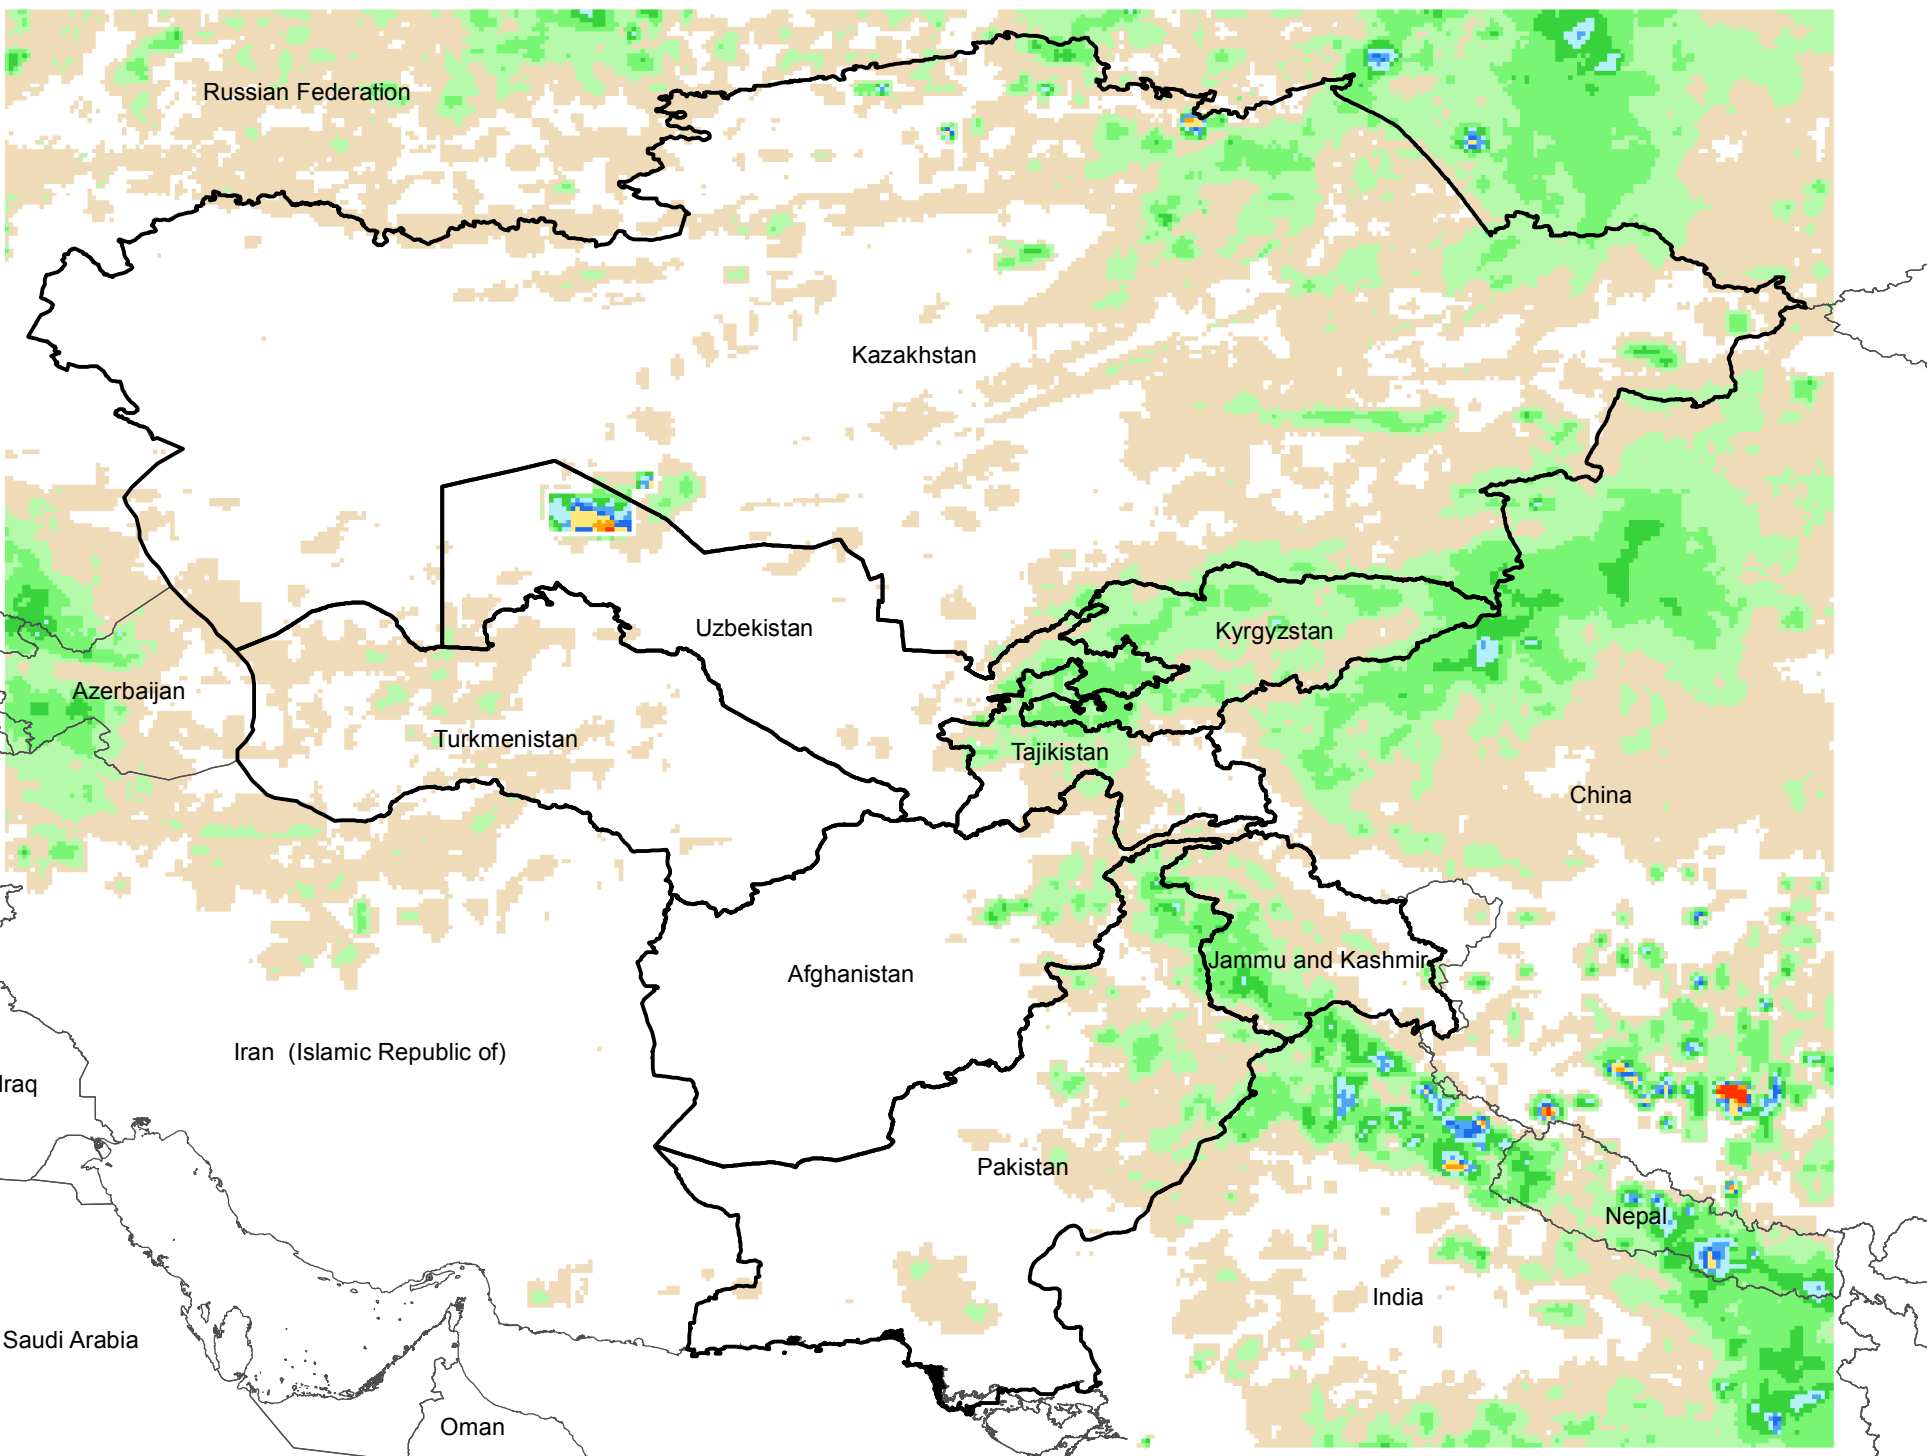 Russian Federation
Kazakhstan
Uzbekistan
Kyrgyzstan
Azerbaijan
Turkmenistan
Tajikistan
China
Jammu and Kashmir
Afghanistan
Iran (Islamic Republic of)
Iraq
Pakistan
Nepal
India
Saudi Arabia
Oman